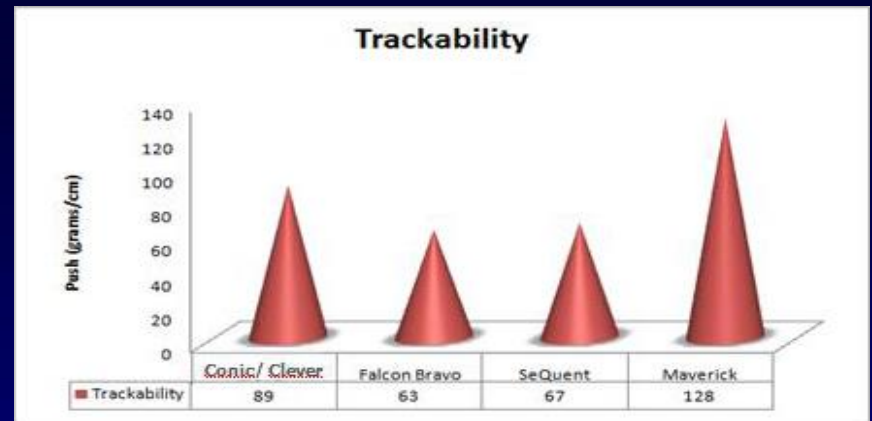 Trackability
Push (grams/cm)
140
120
100
80
60
40
20
0
Conic/ Clever Falcon Bravo SeQuent Maverick
Trackability 89 63 67 128